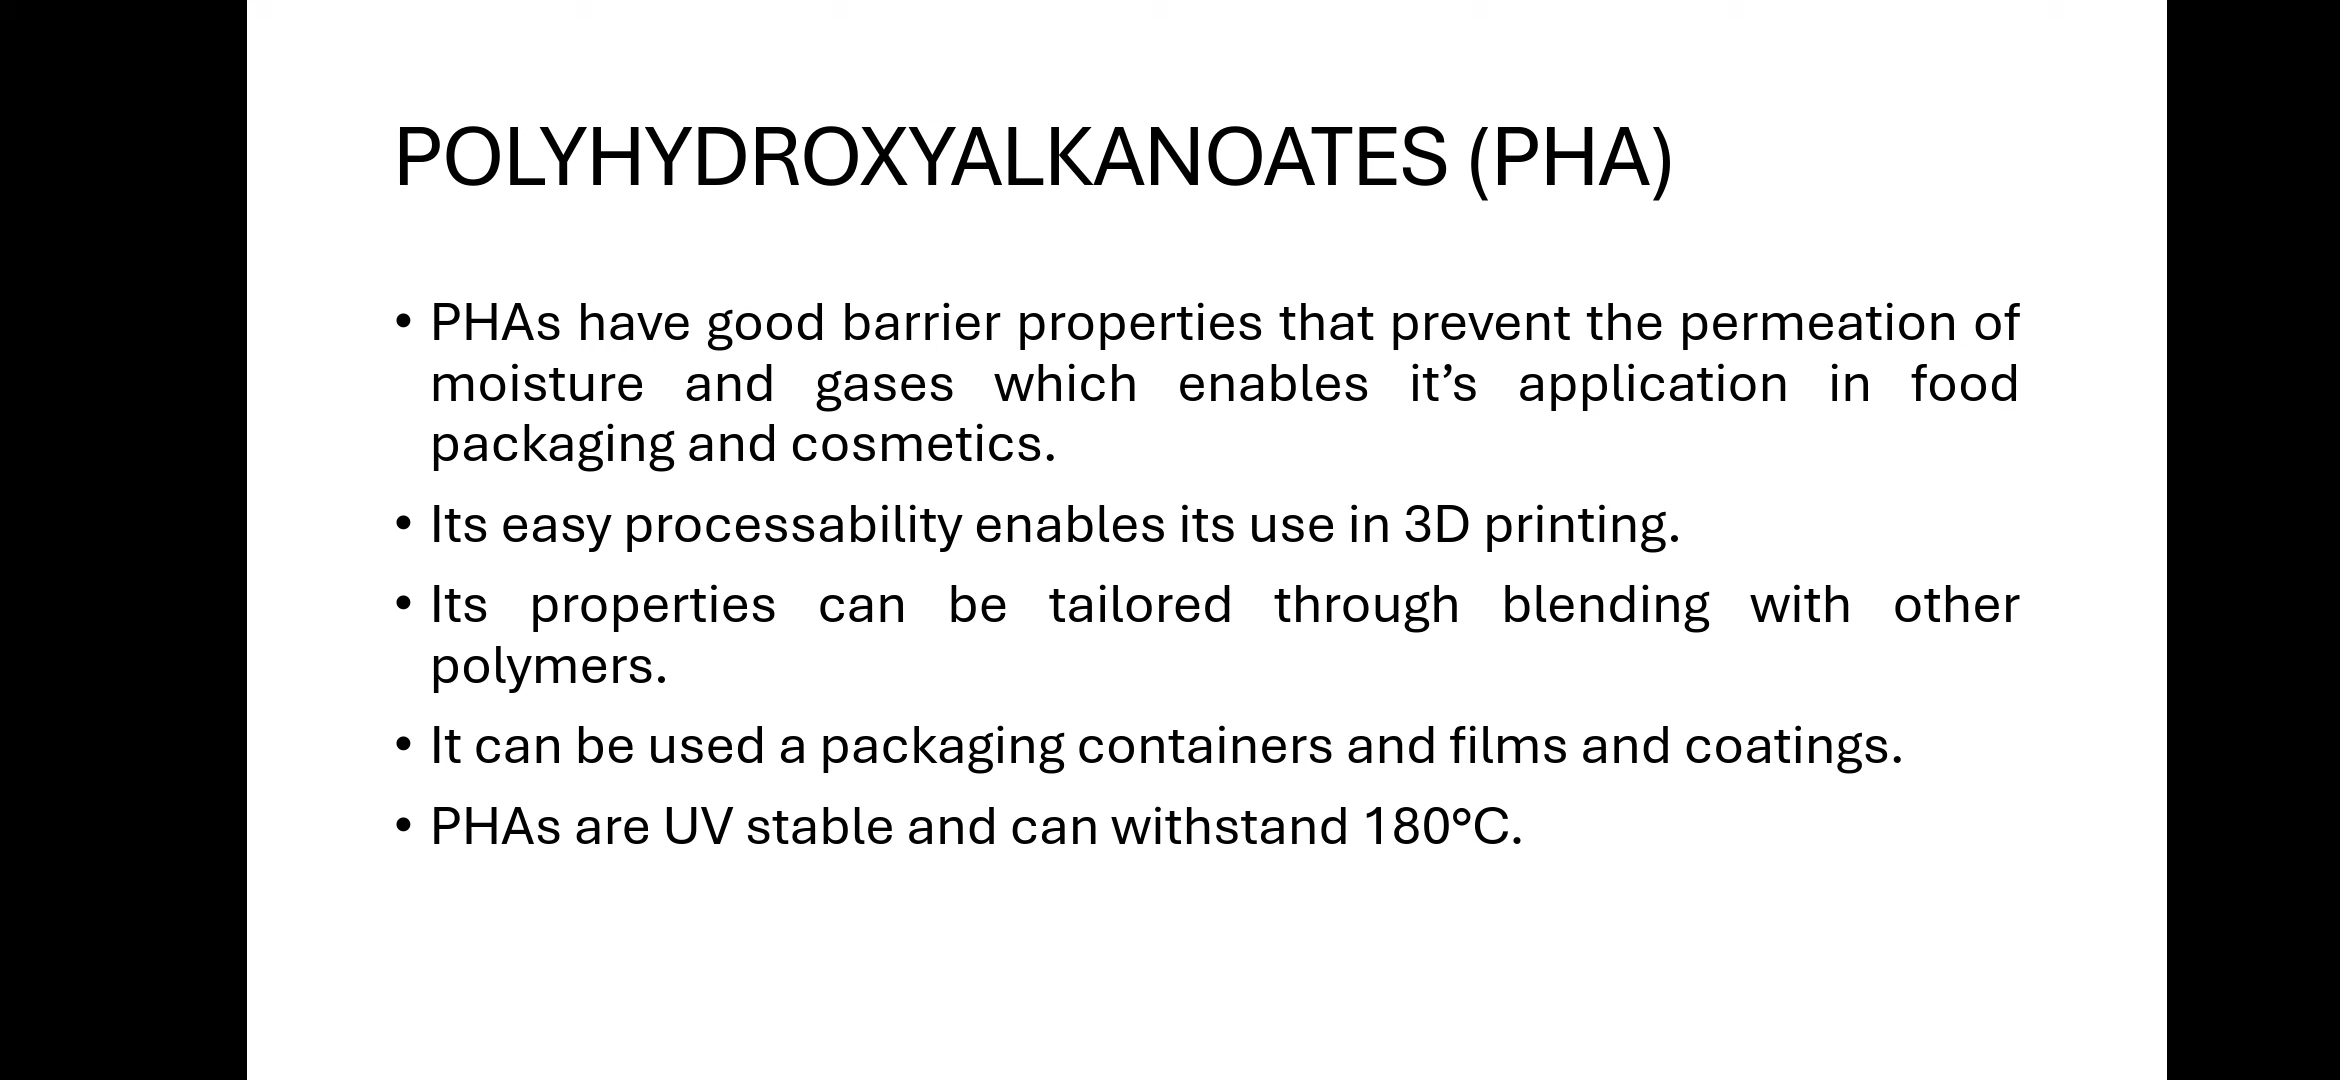 POLYHYDROXYALKANOATES (PHA)
• PHAs have good barrier properties that prevent the permeation of
moisture and gases which enables it’s application in food
packaging and cosmetics.
• Its easy processability enables its use in 3D printing.
• Its properties can be tailored through blending with other
polymers.
• It can be used a packaging containers and films and coatings.
• PHAs are UV stable and can withstand 180°C.